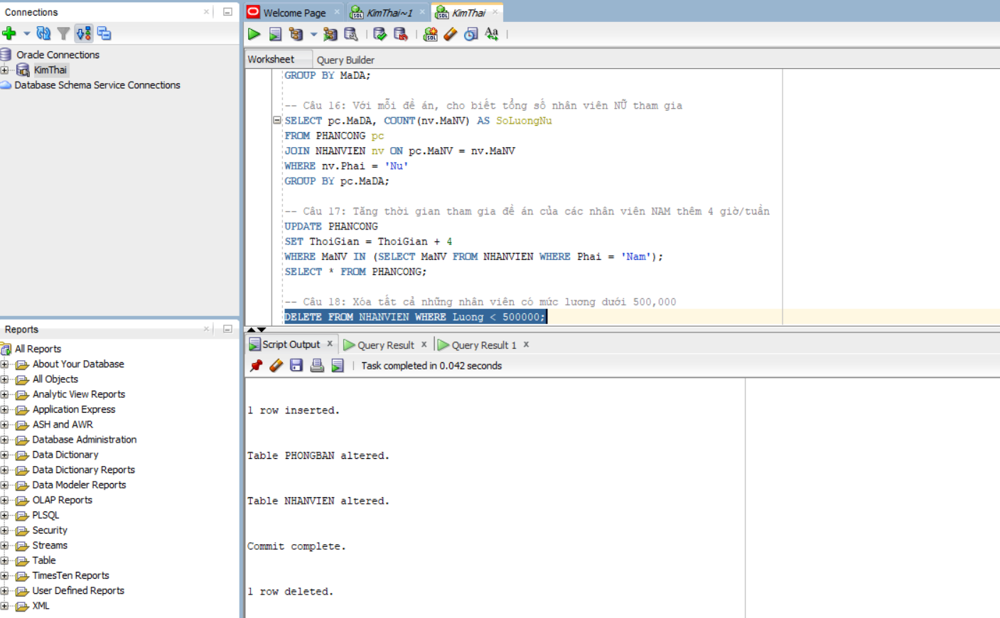 Connections
Oracle Connections
KimThai
Database Schema Service Connections
Reports
All Reports
About Your Database
All Objects
Analytic View Reports
Application Express
ASH and AWR
Database Administration
Data Dictionary
Data Dictionary Reports
Data Modeler Reports
OLAP Reports
PLSQL
Security
Streams
Table
TimesTen Reports
User Defined Reports
XML
Welcome Page
KimThai~1
KimThai
Worksheet
Query Builder
GROUP BY MaDA;
-- Câu 16: Với mỗi đề án, cho biết tổng số nhân viên NỮ tham gia
SELECT pc.MaDA, COUNT(nv.MaNV) AS SoLuongNu
FROM PHANCONG pc
JOIN NHANVIEN nv ON pc.MaNV = nv.MaNV
WHERE nv.Phai = 'Nu'
GROUP BY pc.MaDA;
-- Câu 17: Tăng thời gian tham gia đề án của các nhân viên NAM thêm 4 giờ/tuần
UPDATE PHANCONG
SET ThoiGian = ThoiGian + 4
WHERE MaNV IN (SELECT MaNV FROM NHANVIEN WHERE Phai = 'Nam');
SELECT * FROM PHANCONG;
-- Câu 18: Xóa tất cả những nhân viên có mức lương dưới 500,000
DELETE FROM NHANVIEN WHERE Luong < 500000;
Script Output
Query Result
Query Result 1
Task completed in 0.042 seconds
1 row inserted.
Table PHONGBAN altered.
Table NHANVIEN altered.
Commit complete.
1 row deleted.